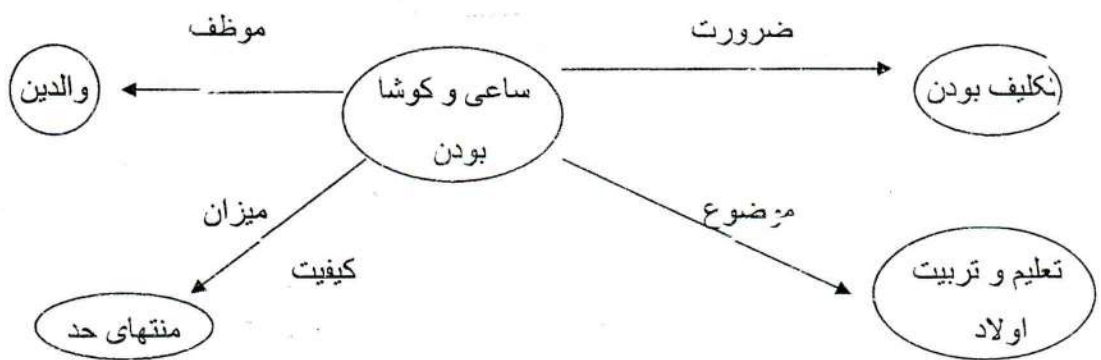 ضرورت
موظف
تکلیف بودن
ساعی و کوشا
بودن
والدین
موضوع
میزان
کیفیت
تعلیم و تربیت
اولاد
منتهای حد